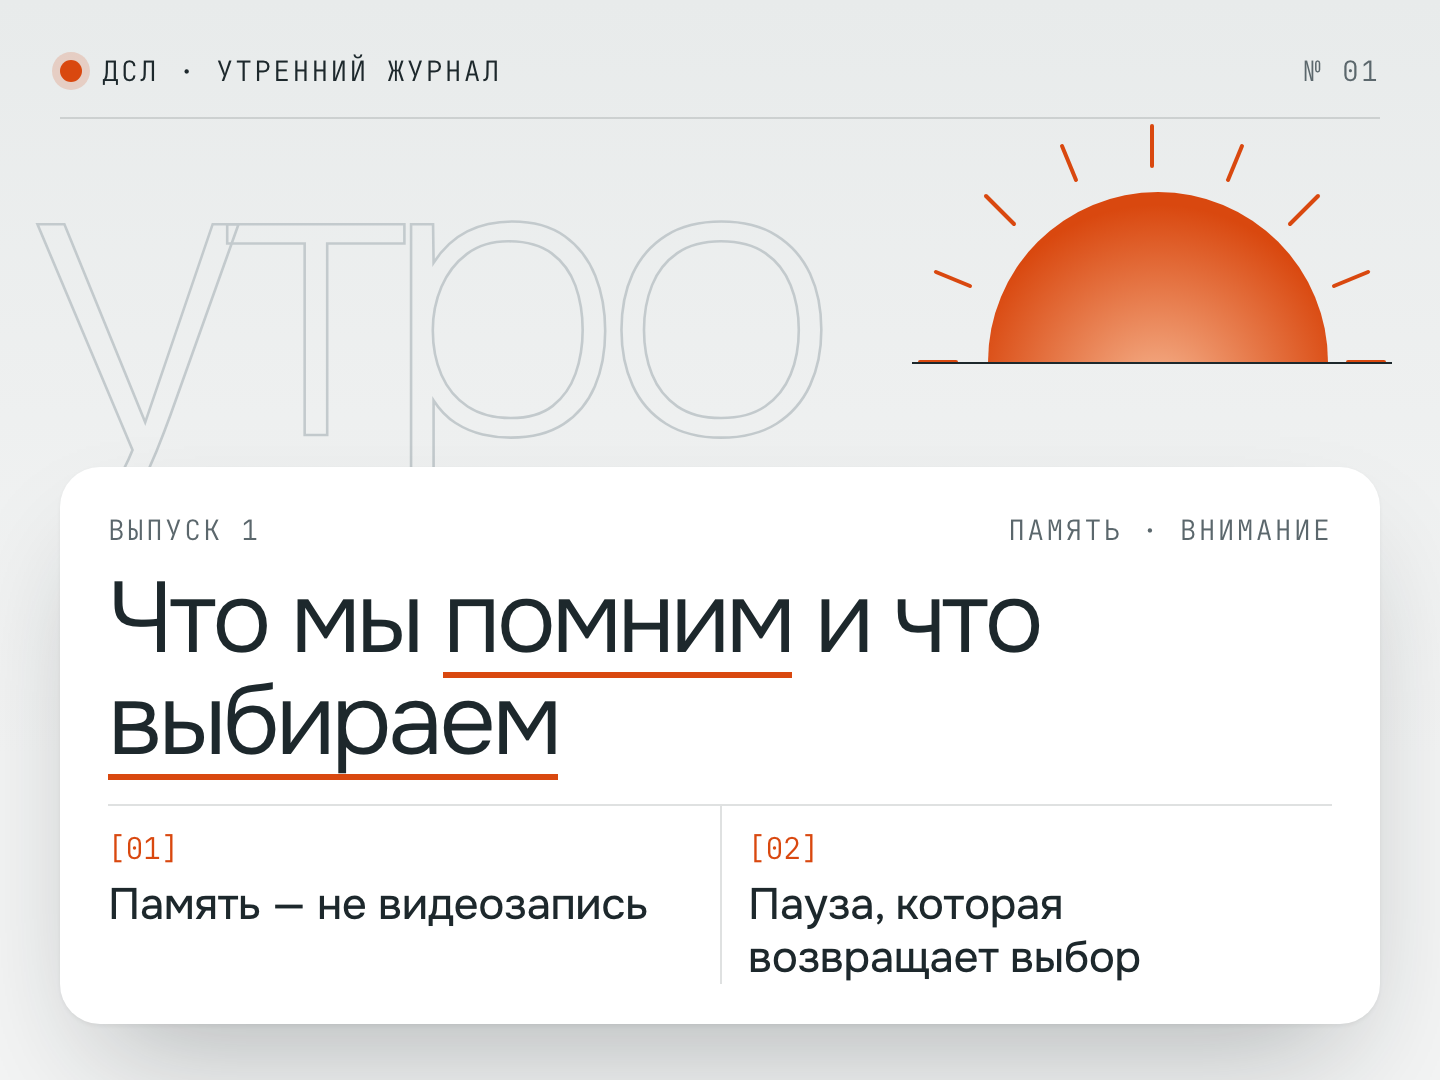 ДСЛ · УТРЕННИЙ ЖУРНАЛ
№ 01
утро
ВЫПУСК 1
ПАМЯТЬ · ВНИМАНИЕ
Что мы помним и что
выбираем
[01]
Память — не видеозапись
[02]
Пауза, которая
возвращает выбор